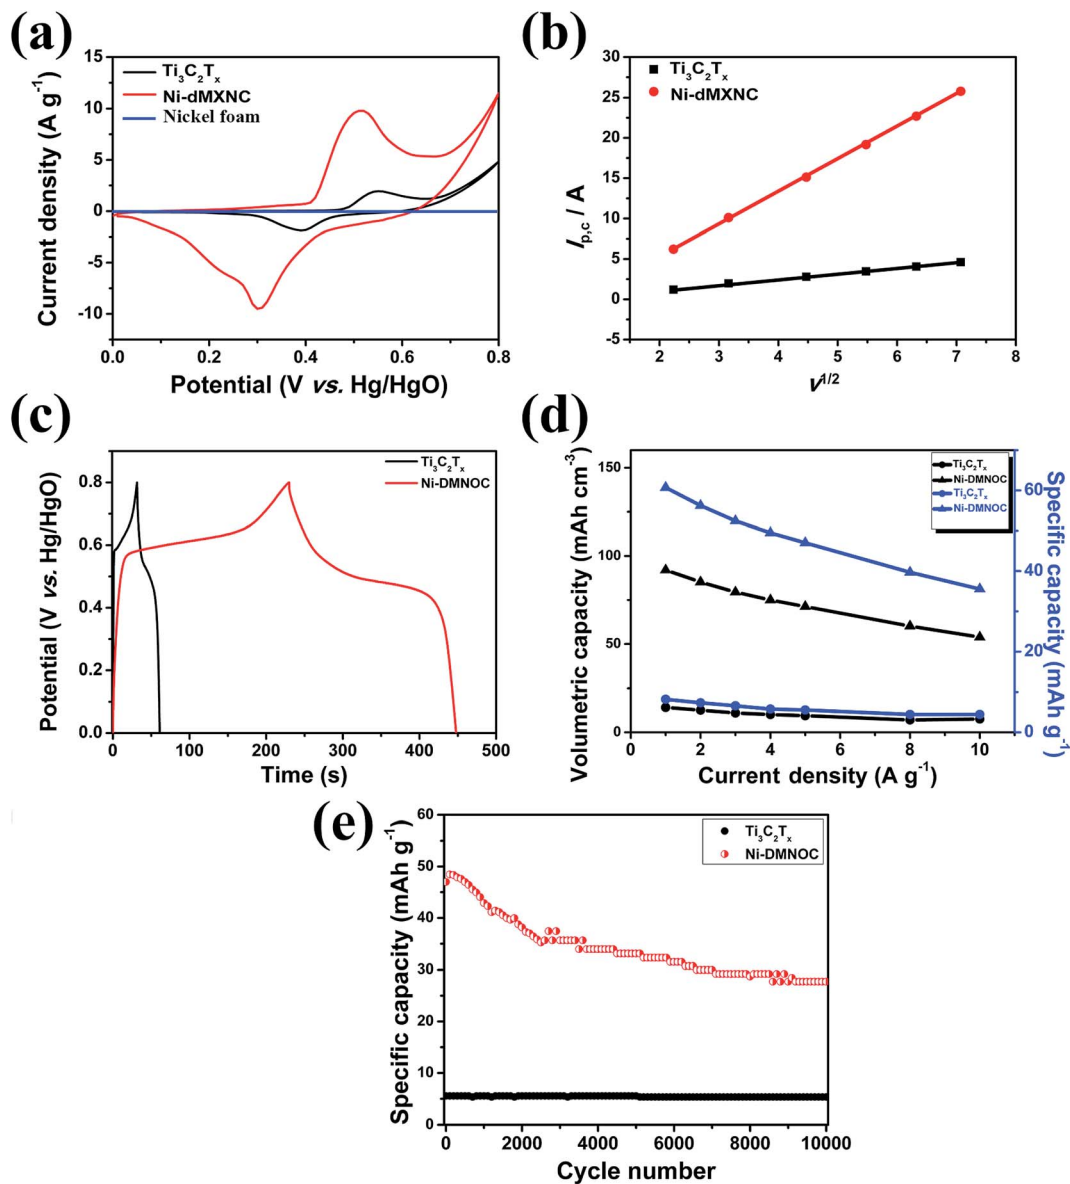 (a)
15
10
5
0
-5
-10
Current density (A g⁻¹)
Ti₃C₂Tₓ
Ni-dMXNC
Nickel foam
0.0 0.2 0.4 0.6 0.8
Potential (V vs. Hg/HgO)
(b)
30
25
20
15
10
5
0
-5
I p,c / A
Ti₃C₂Tₓ
Ni-dMXNC
2 3 4 5 6 7 8
v^1/2
(c)
0.8
0.6
0.4
0.2
0.0
Potential (V vs. Hg/HgO)
Ti₃C₂Tₓ
Ni-DMNOC
0 100 200 300 400 500
Time (s)
(d)
150
100
50
0
Volumetric capacity (mAh cm⁻³)
Ti₃C₂Tₓ
Ni-DMNOC
Ti₃C₂Tₓ
Ni-DMNOC
60
40
20
0
Specific capacity (mAh g⁻¹)
0 2 4 6 8 10
Current density (A g⁻¹)
(e)
60
50
40
30
20
10
0
Specific capacity (mAh g⁻¹)
Ti₃C₂Tₓ
Ni-DMNOC
0 2000 4000 6000 8000 10000
Cycle number